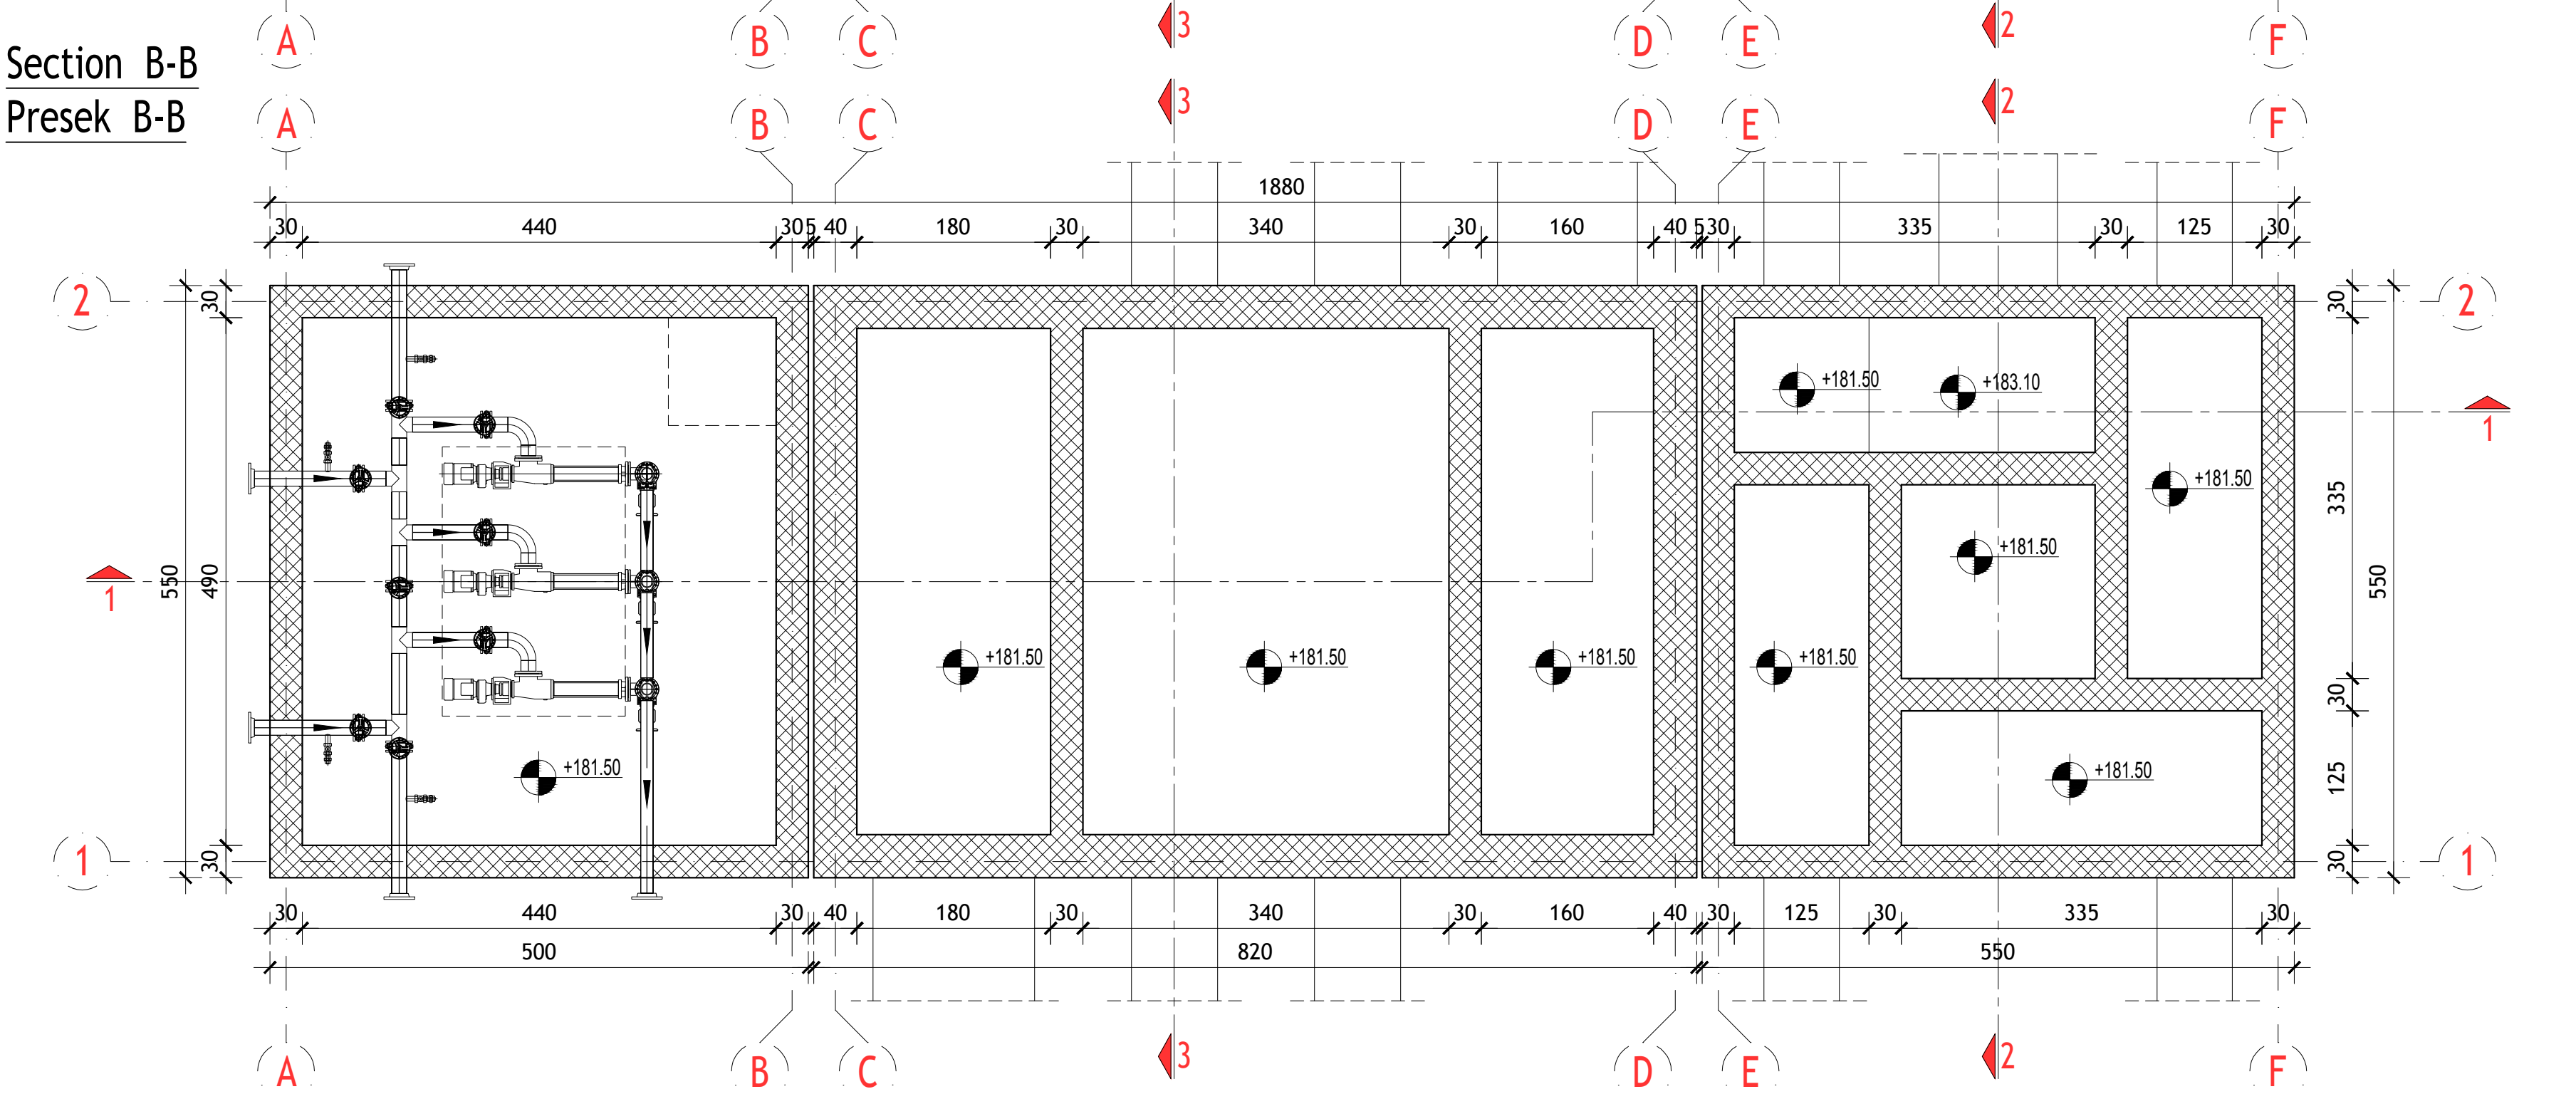 A B C 3 D E 2 F
Section B-B
Presek B-B
A B C 3 D E 2 F
1880
30 440 30 5 40 180 30 340 30 160 40 5 30 335 30 125 30
2 30 30 2
+181.50 +183.10
1
+181.50
335
+181.50
550 490 550
1
+181.50 +181.50 +181.50 +181.50
30
+181.50 +181.50
125
1 30 30 1
30 440 30 40 180 30 340 30 160 40 30 125 30 335 30
500 820 550
A B C 3 D E 2 F